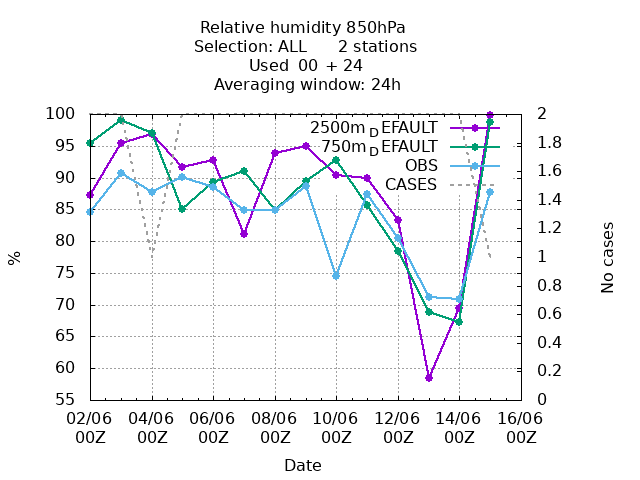 Relative humidity 850hPa
Selection: ALL      2 stations
Used  00  + 24
Averaging window: 24h
2500m_DEFAULT
750m_DEFAULT
OBS
CASES
100
95
90
85
80
75
70
65
60
55
2
1.8
1.6
1.4
1.2
1
0.8
0.6
0.4
0.2
0
%
No cases
02/06 04/06 06/06 08/06 10/06 12/06 14/06 16/06
00Z 00Z 00Z 00Z 00Z 00Z 00Z 00Z
Date